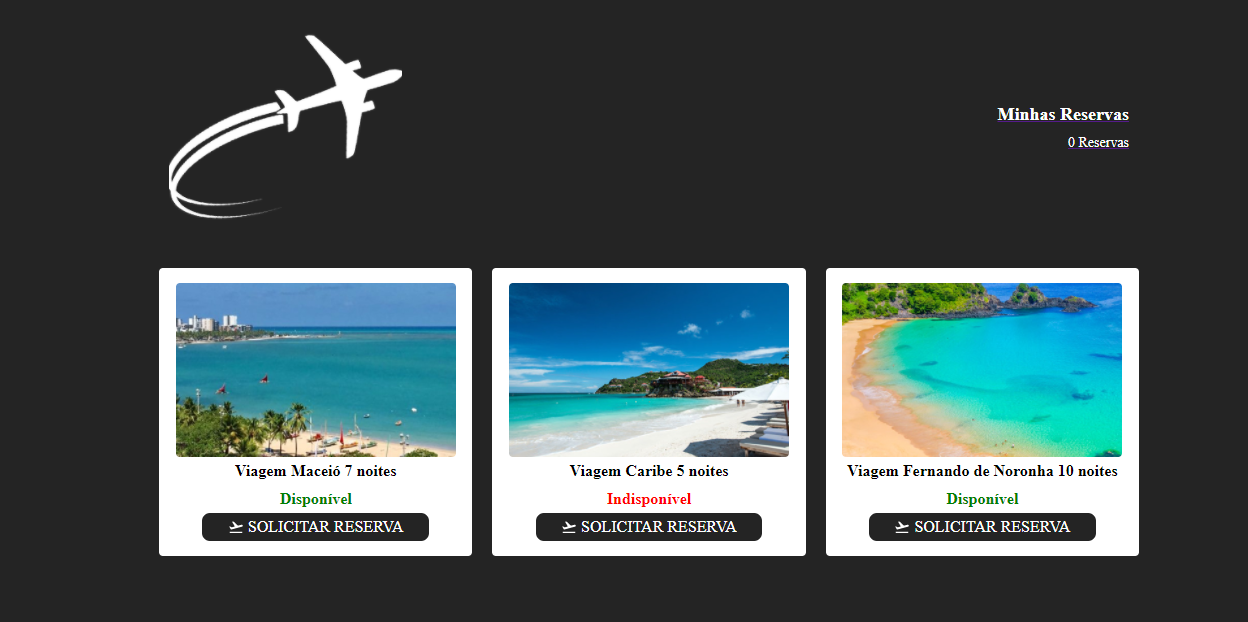 Minhas Reservas
0 Reservas
Viagem Maceió 7 noites
Disponível
SOLICITAR RESERVA
Viagem Caribe 5 noites
Indisponível
SOLICITAR RESERVA
Viagem Fernando de Noronha 10 noites
Disponível
SOLICITAR RESERVA